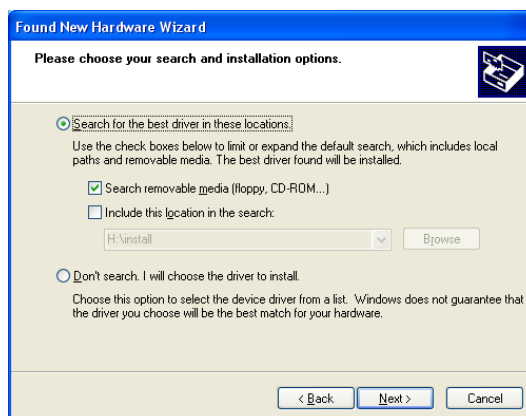 Found New Hardware Wizard
Please choose your search and installation options.
Search for the best driver in these locations.
Use the check boxes below to limit or expand the default search, which includes local
paths and removable media. The best driver found will be installed.
Search removable media (floppy, CD-ROM...)
Include this location in the search:
H:\install
Browse
Don't search. I will choose the driver to install.
Choose this option to select the device driver from a list. Windows does not guarantee that
the driver you choose will be the best match for your hardware.
< Back
Next >
Cancel